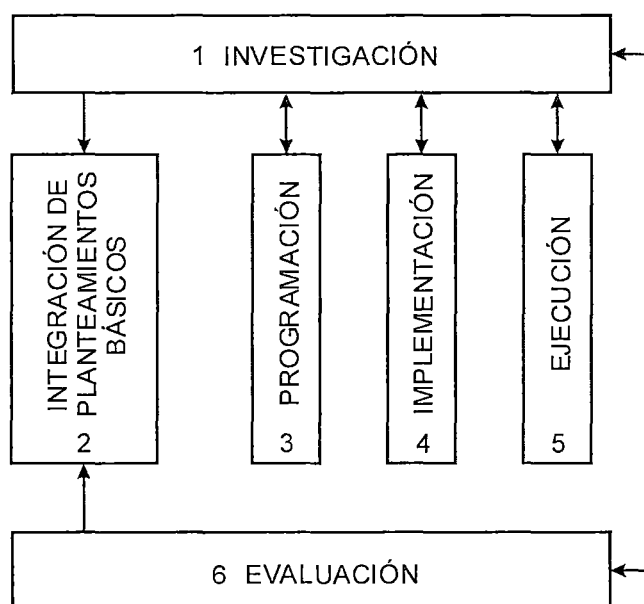 1 INVESTIGACIÓN
INTEGRACIÓN DE
PLANTEAMIENTOS
BÁSICOS
2
PROGRAMACIÓN
3
IMPLEMENTACIÓN
4
EJECUCIÓN
5
6 EVALUACIÓN